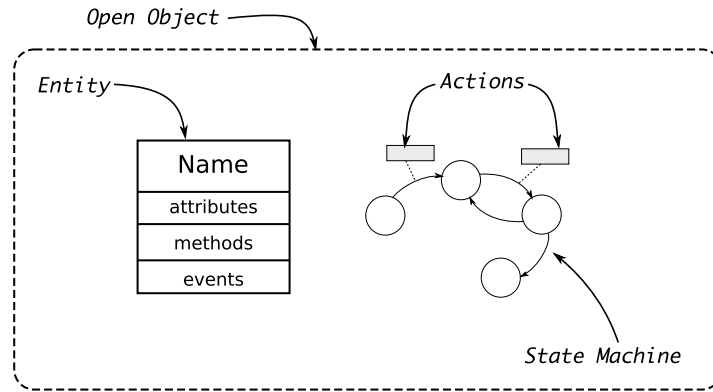 Open Object
Entity
Actions
Name
attributes
methods
events
State Machine